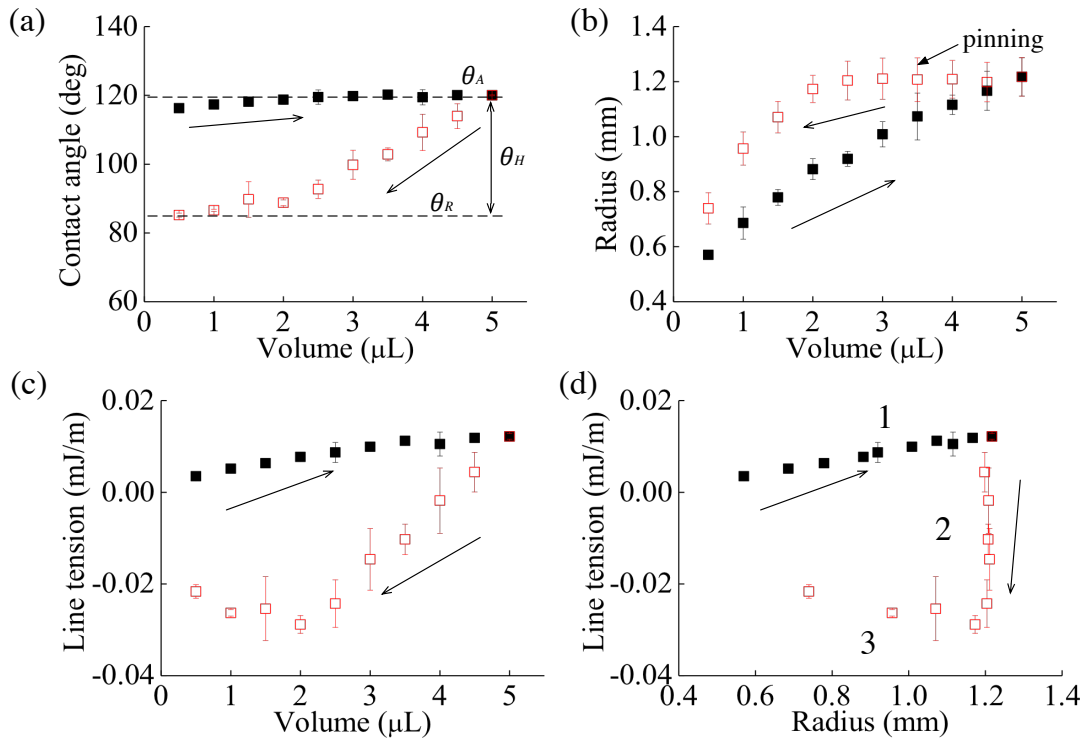 (a)
Contact angle (deg)
140
120
100
80
60
θA
θH
θR
0 1 2 3 4 5
Volume (μL)
(b)
Radius (mm)
1.4
1.2
1.0
0.8
0.6
0.4
pinning
0 1 2 3 4 5
Volume (μL)
(c)
Line tension (mJ/m)
0.02
0.00
-0.02
-0.04
0 1 2 3 4 5
Volume (μL)
(d)
Line tension (mJ/m)
0.02
0.00
-0.02
-0.04
1
2
3
0.4 0.6 0.8 1.0 1.2 1.4
Radius (mm)